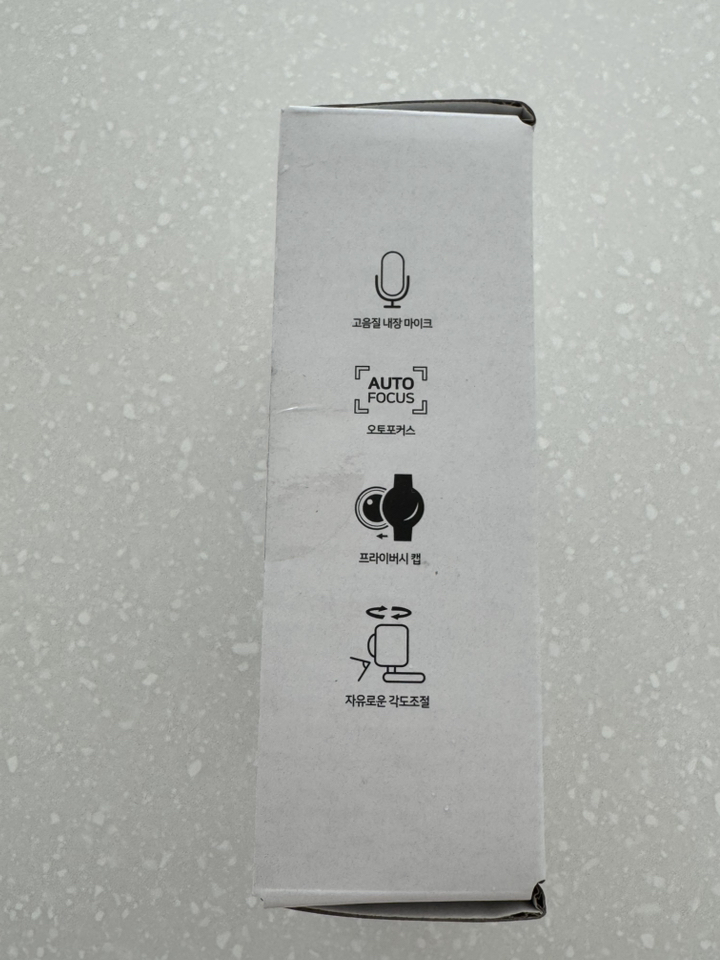 고음질 내장 마이크
AUTO
FOCUS
오토포커스
프라이버시 캡
자유로운 각도조절